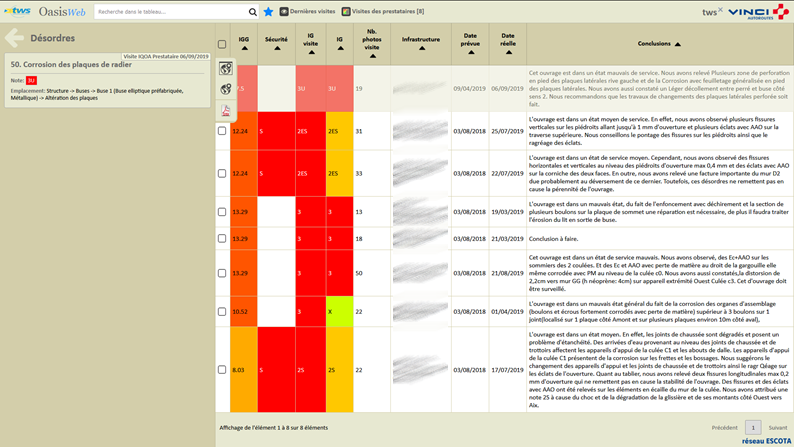 tws OasisWeb Recherche dans le tableau... Dernières visites Visites des prestataires [8] tws VINCI AUTOROUTES
Désordres
Visite IQOA Prestataire 06/09/2019
50. Corrosion des plaques de radier
Note: 3U
Emplacement: Structure -> Buses -> Buse 1 (Buse elliptique préfabriquée,
Métallique) -> Altération des plaques
IGG Sécurité IG visite IG Nb. photos visite Infrastructure Date prévue Date réelle Conclusions
7.5 3U 3U 19 09/04/2019 06/09/2019
Cet ouvrage est dans un état mauvais de service. Nous avons relevé Plusieurs zone de perforation
en pied des plaques latérales rive gauche et de la Corrosion avec feuilletage généralisée en pied
des plaques latérales. Nous avons aussi constaté un Léger décollement entre perré et buse côté
sens 2. Nous recommandons que les travaux de changements des plaques latérale perforée soit
fait.
12.24 S 2ES 2ES 31 03/08/2018 25/07/2019
L'ouvrage est dans un état de service moyen. En effet, nous avons observé plusieurs fissures
verticales sur les piédroits allant jusqu'à 1 mm d'ouverture et plusieurs éclats avec AAO sur la
traverse supérieure. Nous conseillons le pontage des fissures sur les piédroits ainsi que le
ragréage des éclats.
12.24 S 2ES 2ES 33 03/08/2018 22/07/2019
L'ouvrage est dans un état de service moyen. Cependant, nous avons observé des fissures
horizontales et verticales au niveau des piédroits d'ouverture max 0,4 mm et des éclats avec AAO
sur la corniche des deux faces. En outre, nous avons relevé une facture importante du mur D2
due probablement au déversement de ce dernier. Toutefois, ces désordres ne remettent pas en
cause la pérennité de l'ouvrage.
13.29 3 3 13 03/08/2018 19/03/2019
L'ouvrage est dans un mauvais état, du fait de l'enfoncement avec déchirement et la section de
plusieurs boulons sur la plaque de sommet une réparation est nécessaire, de plus il faudra traiter
l'érosion du lit en sortie de buse.
13.29 3 3 18 03/08/2018 21/03/2019 Conclusion à faire.
13.29 3 3 50 03/08/2018 21/08/2019
Cet ouvrage est dans un état de service mauvais. Nous avons observé, des Ec+AAO sur les
sommiers des 2 coulées. Et des Ec et AAO avec perte de matière au droit de la gargouille elle
même corrodée avec PM au niveau de la culée c0. Nous avons aussi constatés,la distorsion de
2,2cm vers mur GG (h néoprène: 4cm) sur appareil extrémité Ouest Culée c3. Cet d'ouvrage doit
être surveillé.
10.52 3 X 22 03/08/2018 01/04/2019
L'ouvrage est dans un mauvais état général du fait de la corrosion des organes d'assemblage
(boulons et écrous fortement corrodés avec perte de matière) supérieur à 3 boulons sur 1
joint(localisé sur 1 plaque côté Amont et sur plusieurs plaques environ 10m côté aval),
8.03 S 2S 2S 22 03/08/2018 17/07/2019
L'ouvrage est dans un état moyen. En effet, les joints de chaussée sont dégradés et posent un
problème d'étanchéité. Des arrivées d'eau provenant au niveau des joints de chaussée et de
trottoirs affectent les appareils d'appui de la culée C1 et les abouts de dalle. Les appareils d'appui
de la culée C1 présentent de la corrosion sur les frettes et les bossages. Nous suggérons le
changement des appareils d'appui et les joints de chaussée et de trottoirs ainsi le ragr Qéage sur
les éclats de l'ouverture. Quant au tablier, nous avons relevé deux fissures longitudinales max 0,2
mm d'ouverture qui ne remettent pas en cause la stabilité de l'ouvrage. Des fissures et des éclats
avec AAO ont été relevés sur les éléments en écaille du mur de la culée. Nous avons attribué une
note 2S à cause du choc et de la dégradation de la glissière et de ses montants côté Ouest vers
Aix.
Affichage de l'élément 1 à 8 sur 8 éléments Précédent 1 Suivant
réseau ESCOTA